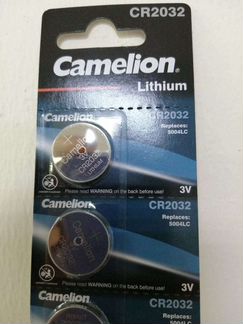 CR2032
Camelion
Lithium
Camelion
CR2032
Replaces:
5004LC
Camelion
CR2032
Please read WARNING on the back before use!
3V
Camelion
CR2032
Replaces:
5004LC
Please read WARNING on the back before use!
3V
CR2032